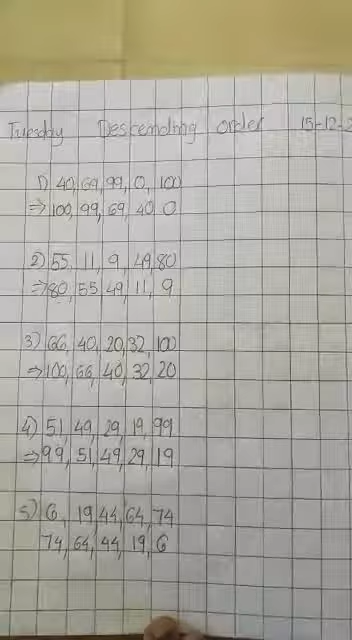 Tuesday Descending order 15-12-2
1) 40, 69, 99, 0, 100
⇒ 100, 99, 69, 40 0
2) 55, 11, 9, 49, 80
⇒ 80, 55 49, 11, 9
3) 66, 40, 20, 32, 100
⇒ 100, 66, 40, 32, 20
4) 51, 49, 29, 19, 99
⇒ 99, 51, 49, 29, 19
5) 6, 19, 44, 64, 74
74, 64, 44, 19, 6